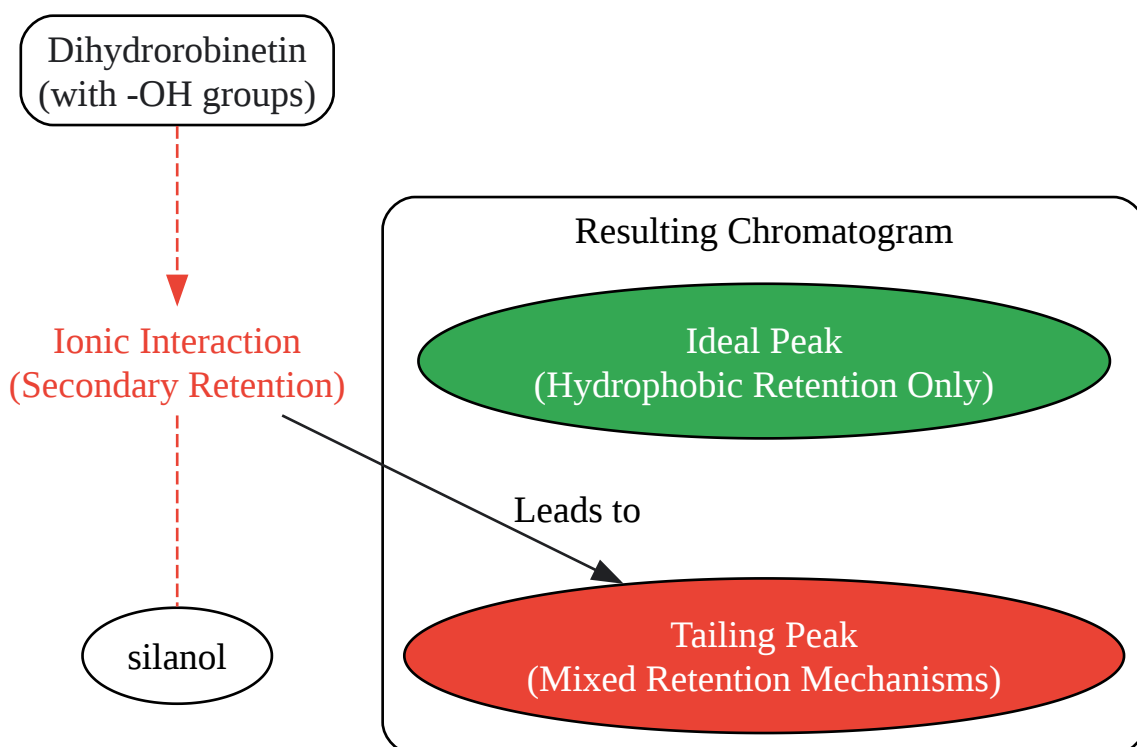 Dihydrorobinetin
(with -OH groups)
Resulting Chromatogram
Ionic Interaction
(Secondary Retention)
Ideal Peak
(Hydrophobic Retention Only)
Leads to
silanol
Tailing Peak
(Mixed Retention Mechanisms)